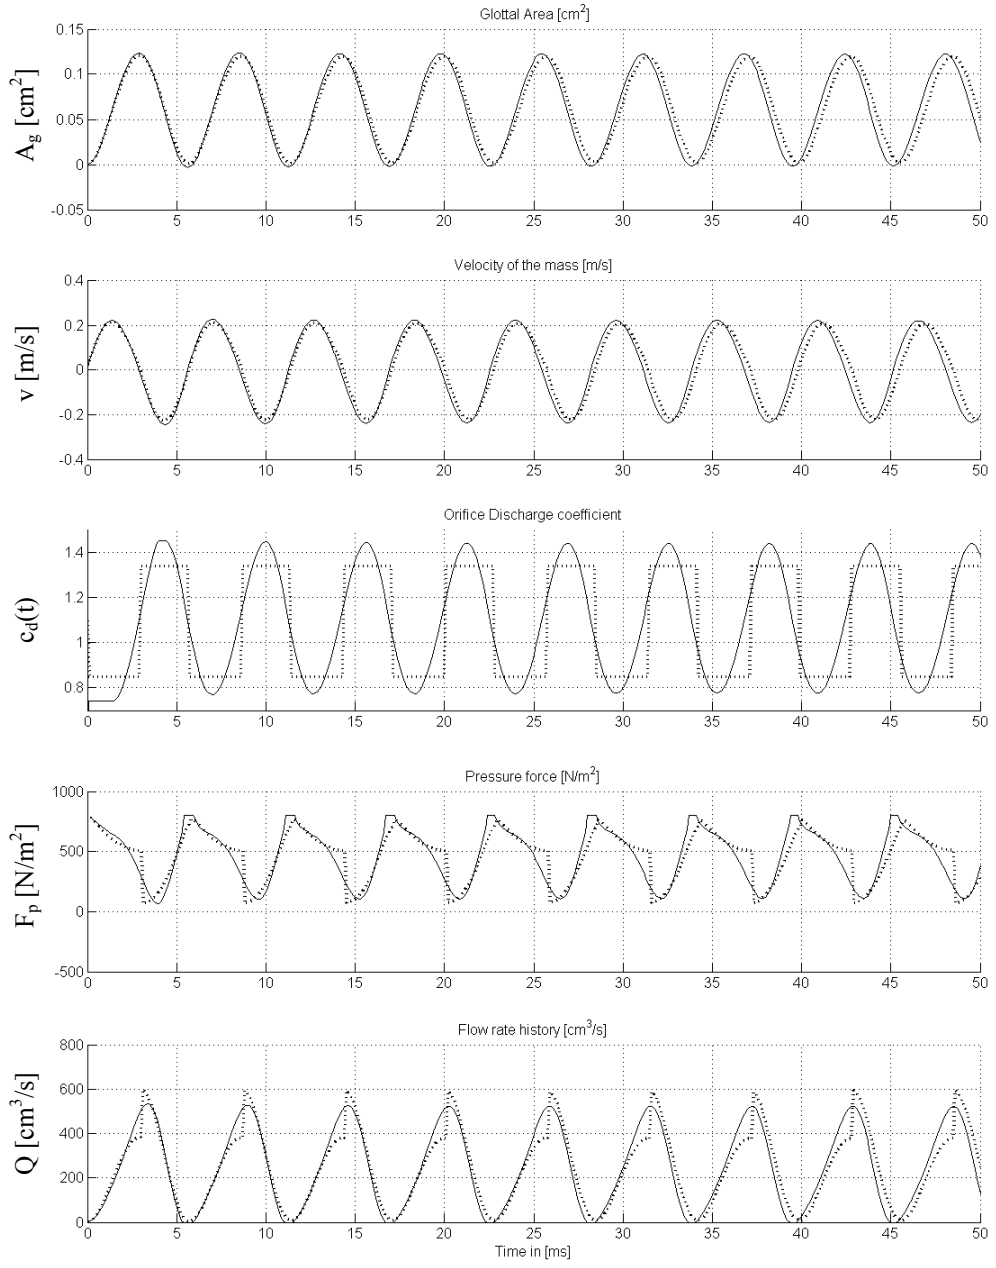 Glottal Area [cm²]
A_g [cm²]
0.15
0.1
0.05
0
-0.05
0 5 10 15 20 25 30 35 40 45 50
Velocity of the mass [m/s]
v [m/s]
0.4
0.2
0
-0.2
-0.4
0 5 10 15 20 25 30 35 40 45 50
Orifice Discharge coefficient
c_d(t)
1.4
1.2
1
0.8
0 5 10 15 20 25 30 35 40 45 50
Pressure force [N/m²]
F_p [N/m²]
1000
500
0
-500
0 5 10 15 20 25 30 35 40 45 50
Flow rate history [cm³/s]
Q [cm³/s]
800
600
400
200
0
0 5 10 15 20 25 30 35 40 45 50
Time in [ms]